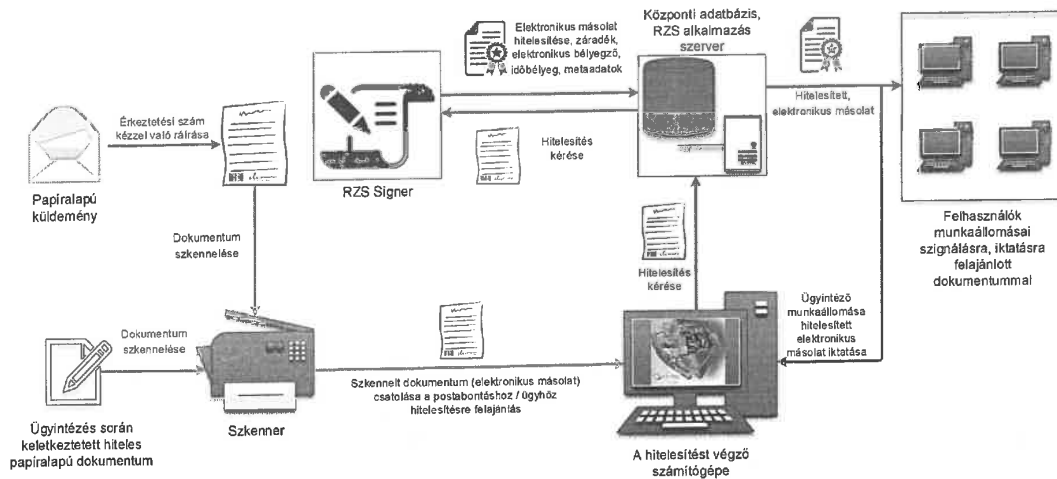 Elektronikus másolat
hitelesítése, záradék,
elektronikus bélyegző,
időbélyeg, metaadatok
Központi adatbázis,
RZS alkalmazás
szerver
Hitelesített,
elektronikus másolat
Érkeztetési szám
kézzel való ráírása
Papíralapú
küldemény
RZS Signer
Hitelesítés
kérése
Felhasználók
munkaállomásai
szignálásra, iktatásra
felajánlott
dokumentummal
Dokumentum
szkennelése
Hitelesítés
kérése
Ügyintéző
munkaállomása
hitelesített
elektronikus
másolat iktatása
Dokumentum
szkennelése
Szkennelt dokumentum (elektronikus másolat)
csatolása a postabontáshoz / ügyhöz
hitelesítésre felajánlás
Ügyintézés során
keletkeztetett hiteles
papíralapú dokumentum
Szkenner
A hitelesítést végző
számítógépe